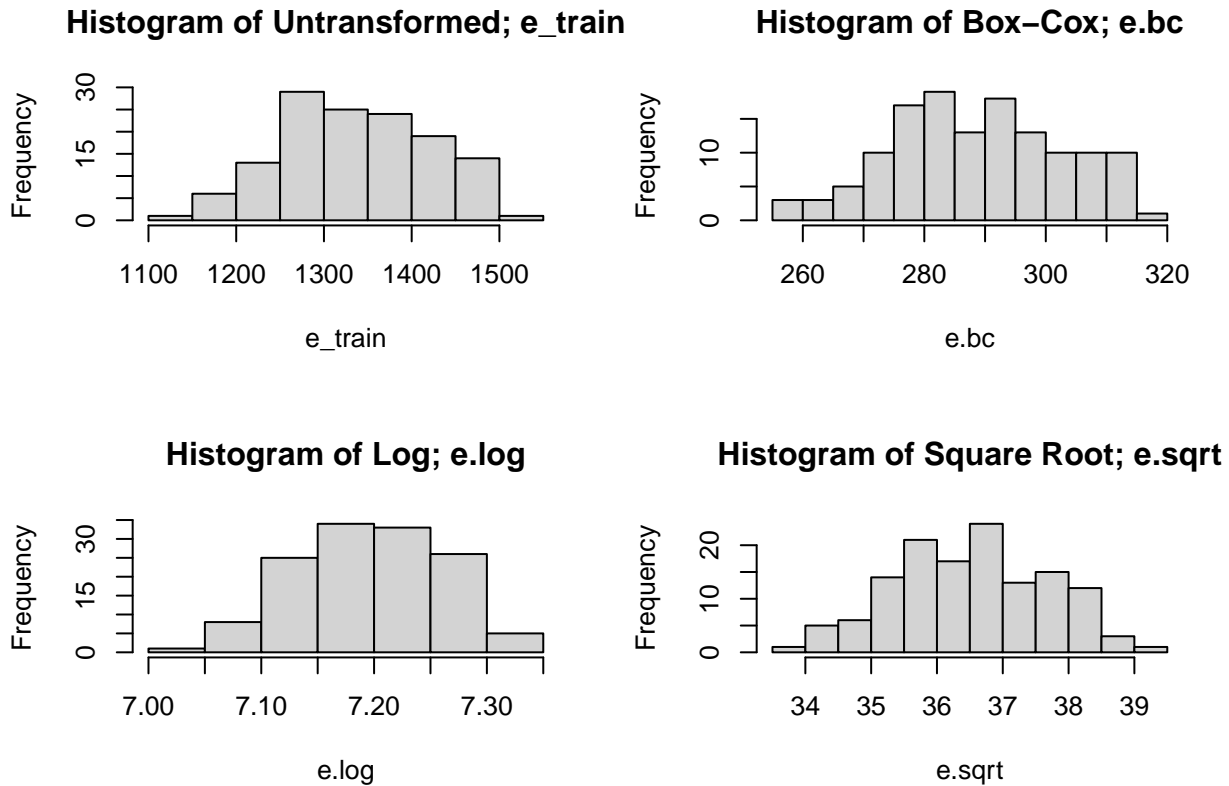 Histogram of Untransformed; e_train
Frequency
0 15 30
1100 1200 1300 1400 1500
e_train
Histogram of Box−Cox; e.bc
Frequency
0 10
260 280 300 320
e.bc
Histogram of Log; e.log
Frequency
0 15 30
7.00 7.10 7.20 7.30
e.log
Histogram of Square Root; e.sqrt
Frequency
0 10 20
34 35 36 37 38 39
e.sqrt